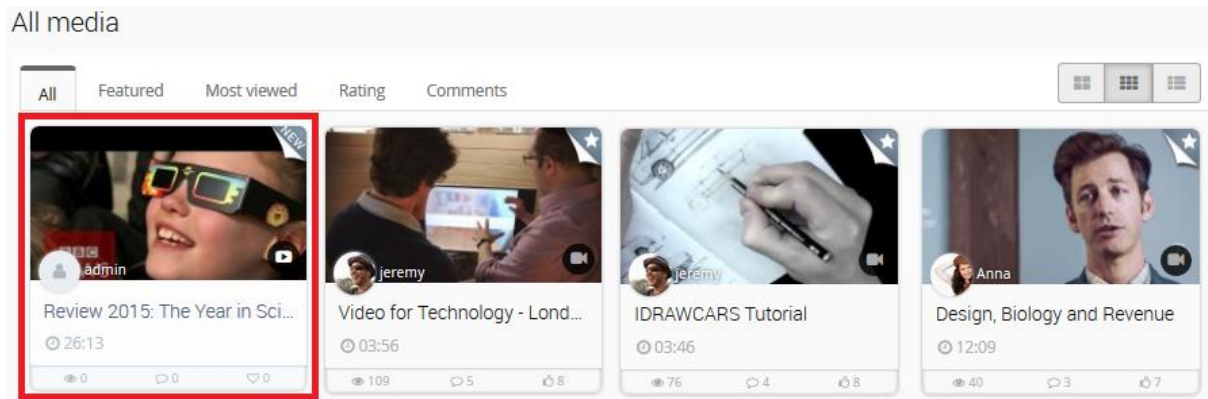 All media
All Featured Most viewed Rating Comments
NEW
BBC
admin
jeremy
jeremy
Anna
Review 2015: The Year in Sci...
Video for Technology - Lond...
IDRAWCARS Tutorial
Design, Biology and Revenue
26:13
03:56
03:46
12:09
0 0 0
109 5 8
76 4 8
40 3 7